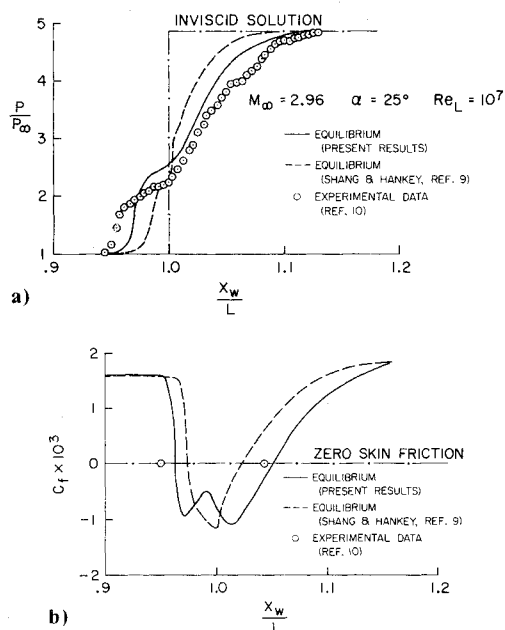 INVISCID SOLUTION
5
4
3
2
1
P
P∞
M∞ = 2.96 α = 25° ReL = 10⁷
EQUILIBRIUM
(PRESENT RESULTS)
EQUILIBRIUM
(SHANG & HANKEY, REF. 9)
EXPERIMENTAL DATA
(REF. 10)
.9 1.0 1.1 1.2
Xw
L
a)
2
1
0
-1
-2
Cf × 10³
ZERO SKIN FRICTION
EQUILIBRIUM
(PRESENT RESULTS)
EQUILIBRIUM
(SHANG & HANKEY, REF. 9)
EXPERIMENTAL DATA
(REF. 10)
0.9 1.0 1.1 1.2
Xw
b)